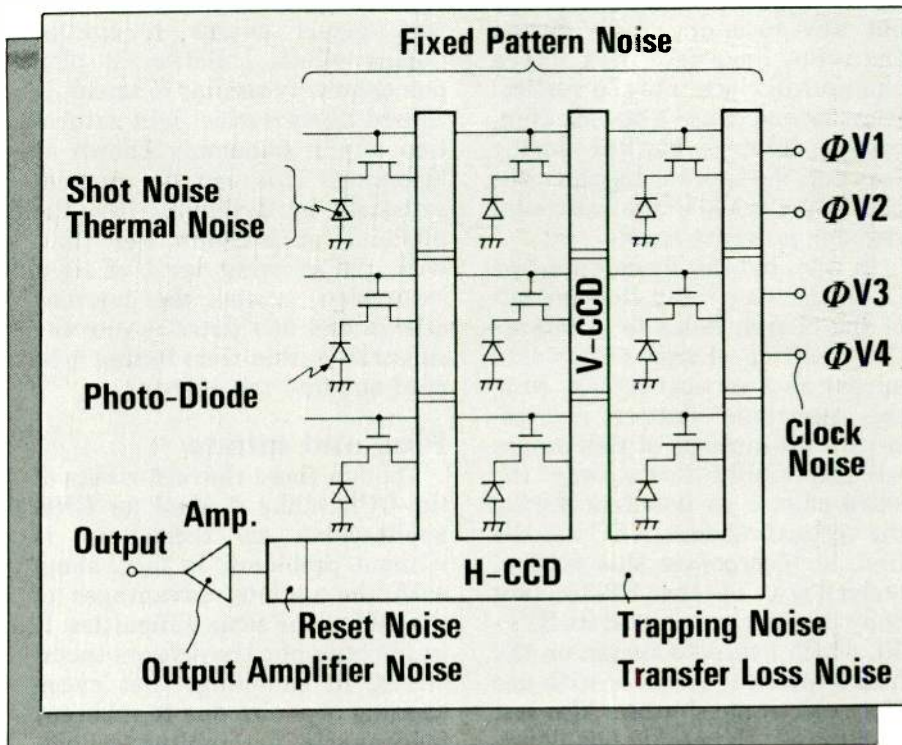 Fixed Pattern Noise
Shot Noise
Thermal Noise
ΦV1
ΦV2
ΦV3
ΦV4
V-CCD
Photo-Diode
Clock
Noise
Amp.
Output
H-CCD
Reset Noise
Output Amplifier Noise
Trapping Noise
Transfer Loss Noise